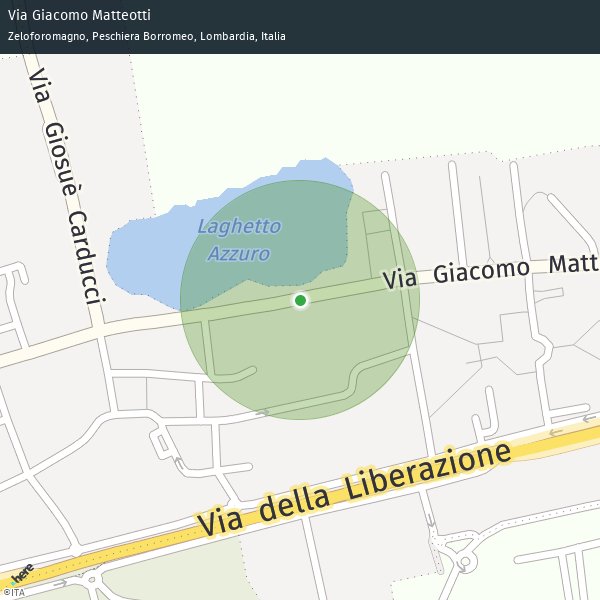 Via Giacomo Matteotti
Zeloforomagno, Peschiera Borromeo, Lombardia, Italia
Via Giosuè Carducci
Laghetto
Azzuro
Via Giacomo Matt
Via della Liberazione
here
©ITA